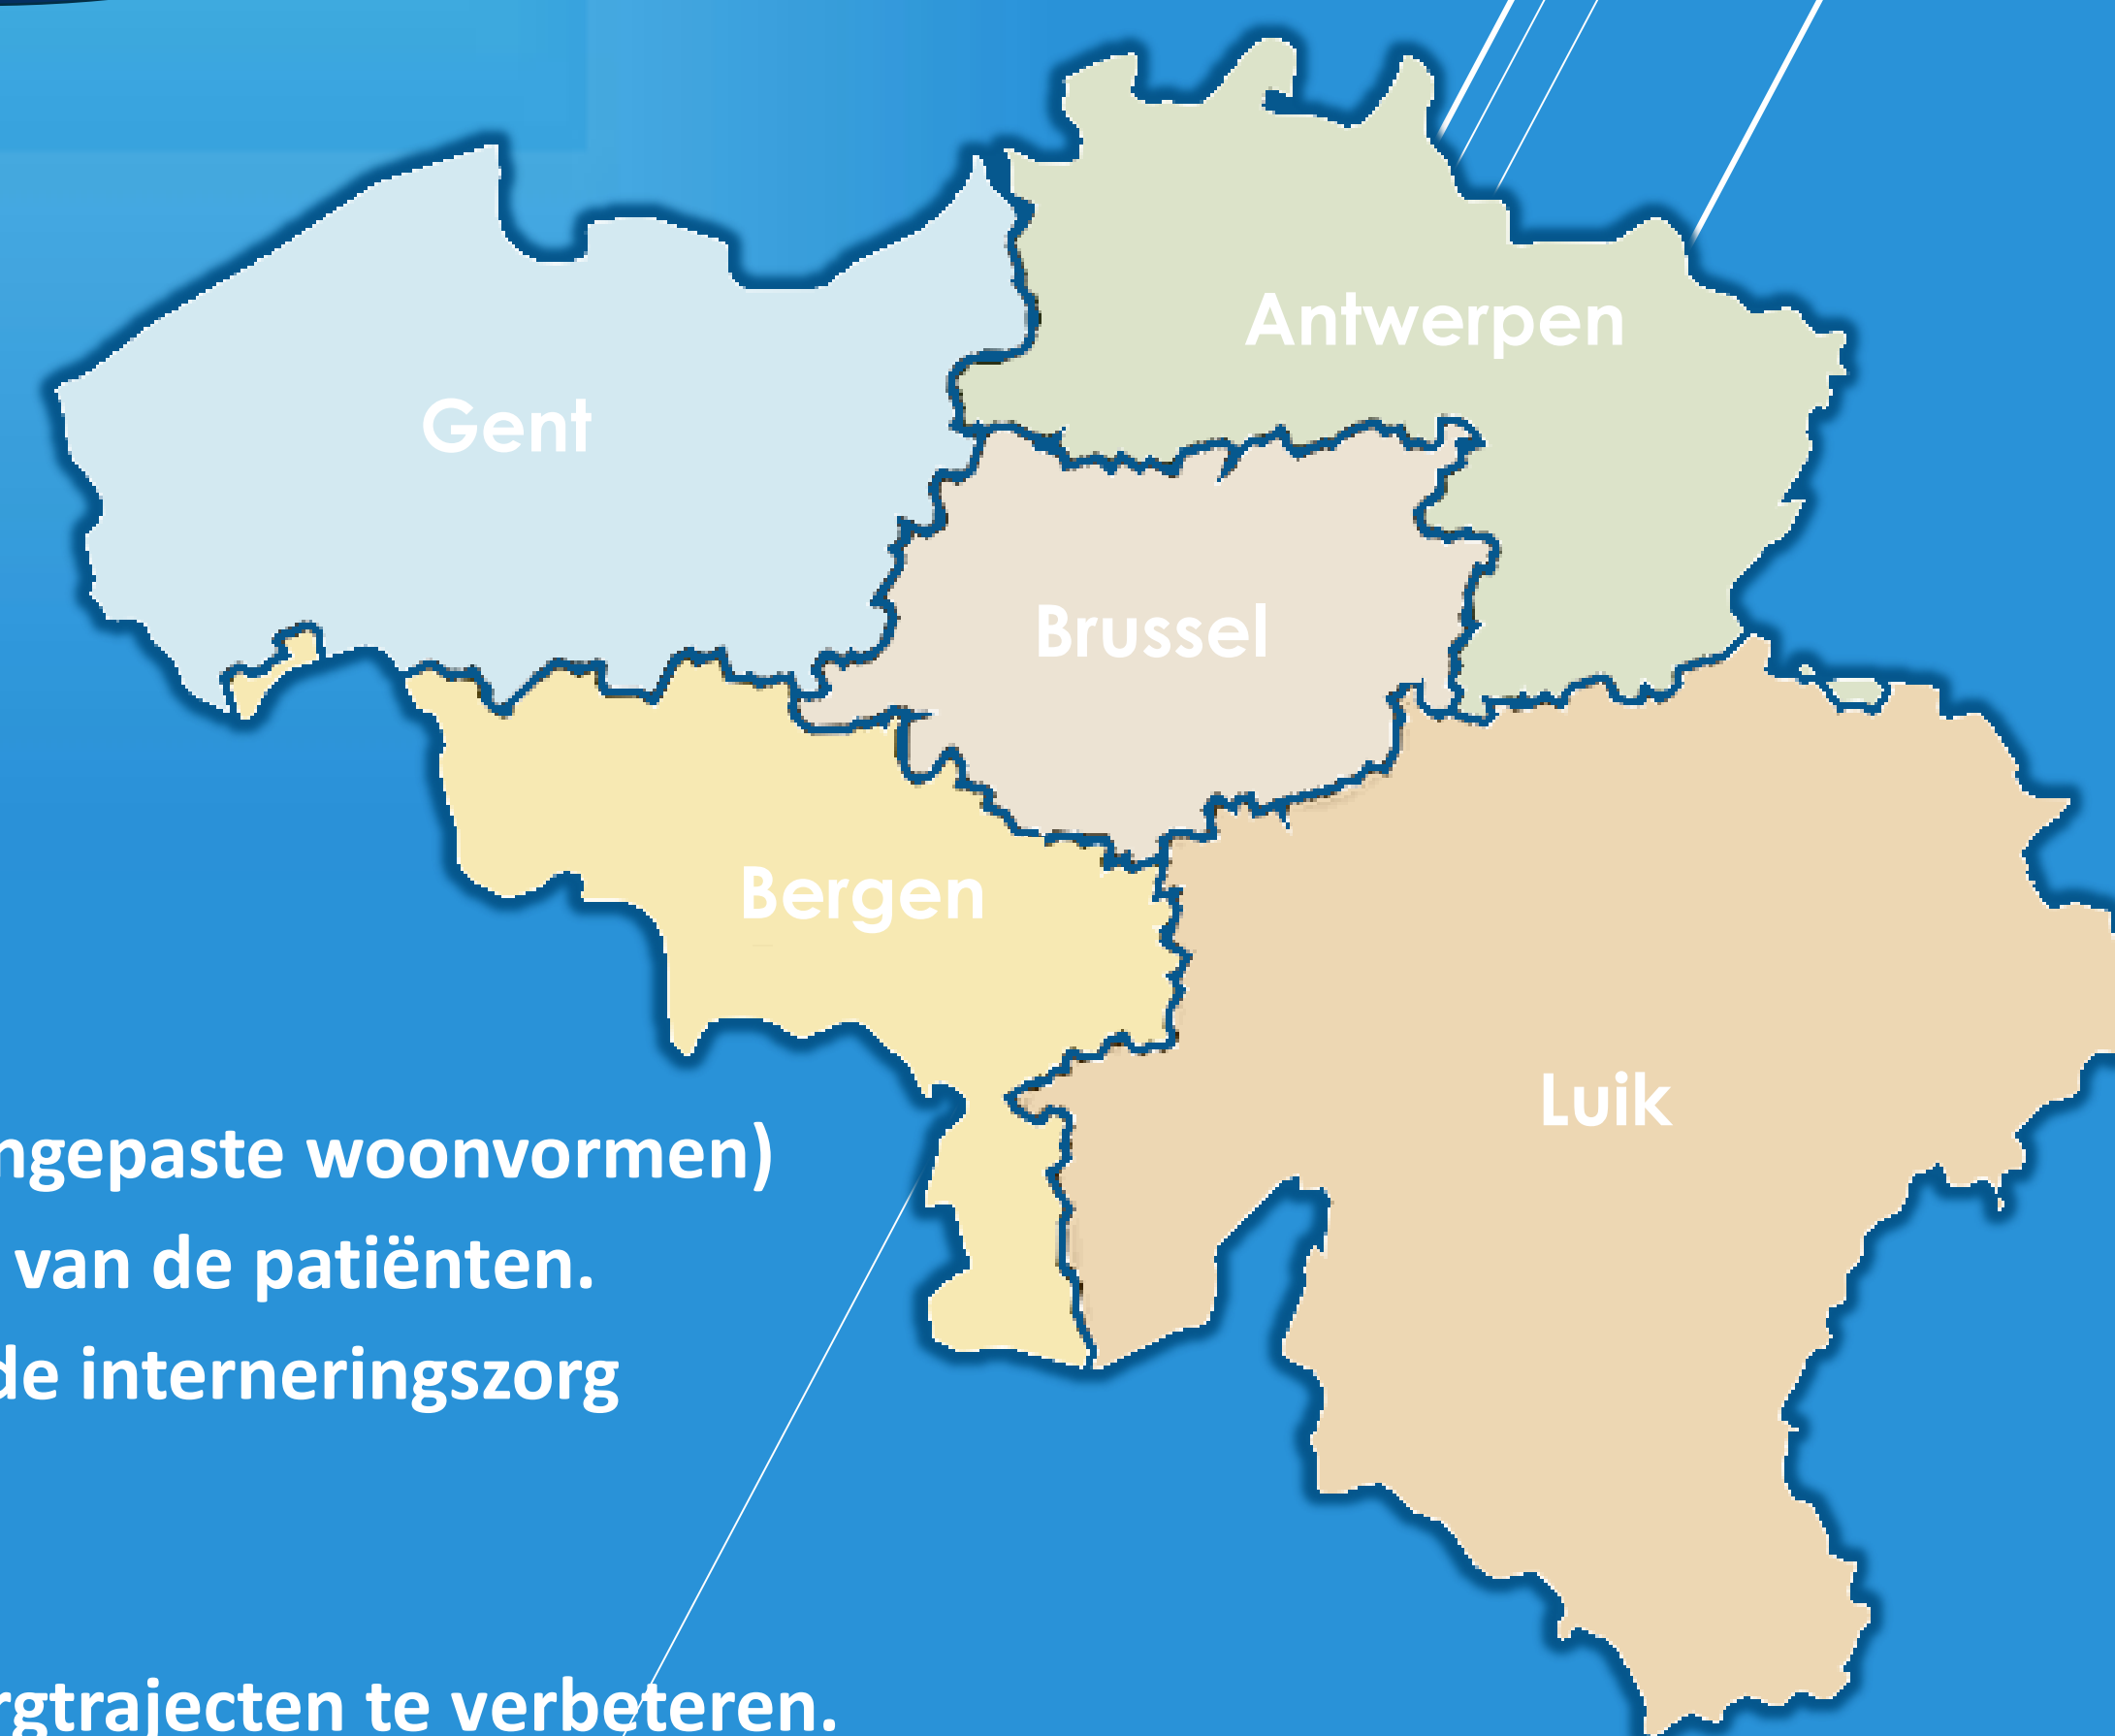 Antwerpen
Gent
Brussel
Bergen
Luik
ngepaste woonvormen)
van de patiënten.
de interneringszorg
rgtrajecten te verbeteren.